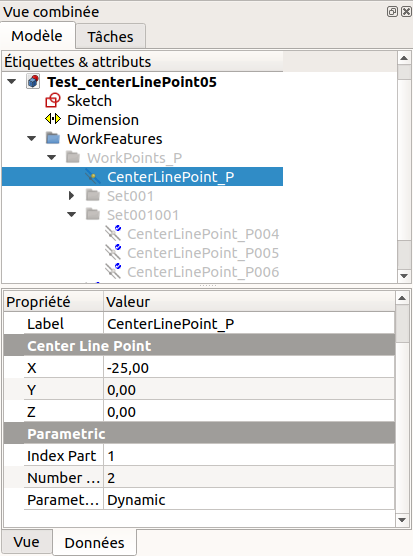 Vue combinée
Modèle Tâches
Étiquettes & attributs
Test_centerLinePoint05
Sketch
Dimension
WorkFeatures
WorkPoints_P
CenterLinePoint_P
Set001
Set001001
CenterLinePoint_P004
CenterLinePoint_P005
CenterLinePoint_P006
Propriété Valeur
Label CenterLinePoint_P
Center Line Point
X -25,00
Y 0,00
Z 0,00
Parametric
Index Part 1
Number ... 2
Paramet... Dynamic
Vue Données